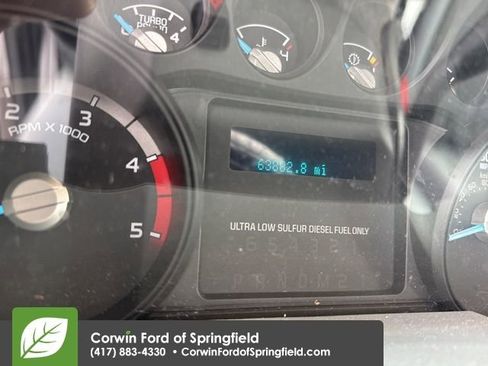 TURBO
4
2
3
4
5
RPM X 1000
63882.8 mi
ULTRA LOW SULFUR DIESEL FUEL ONLY
Corwin Ford of Springfield
(417) 883-4330 • CorwinFordofSpringfield.com